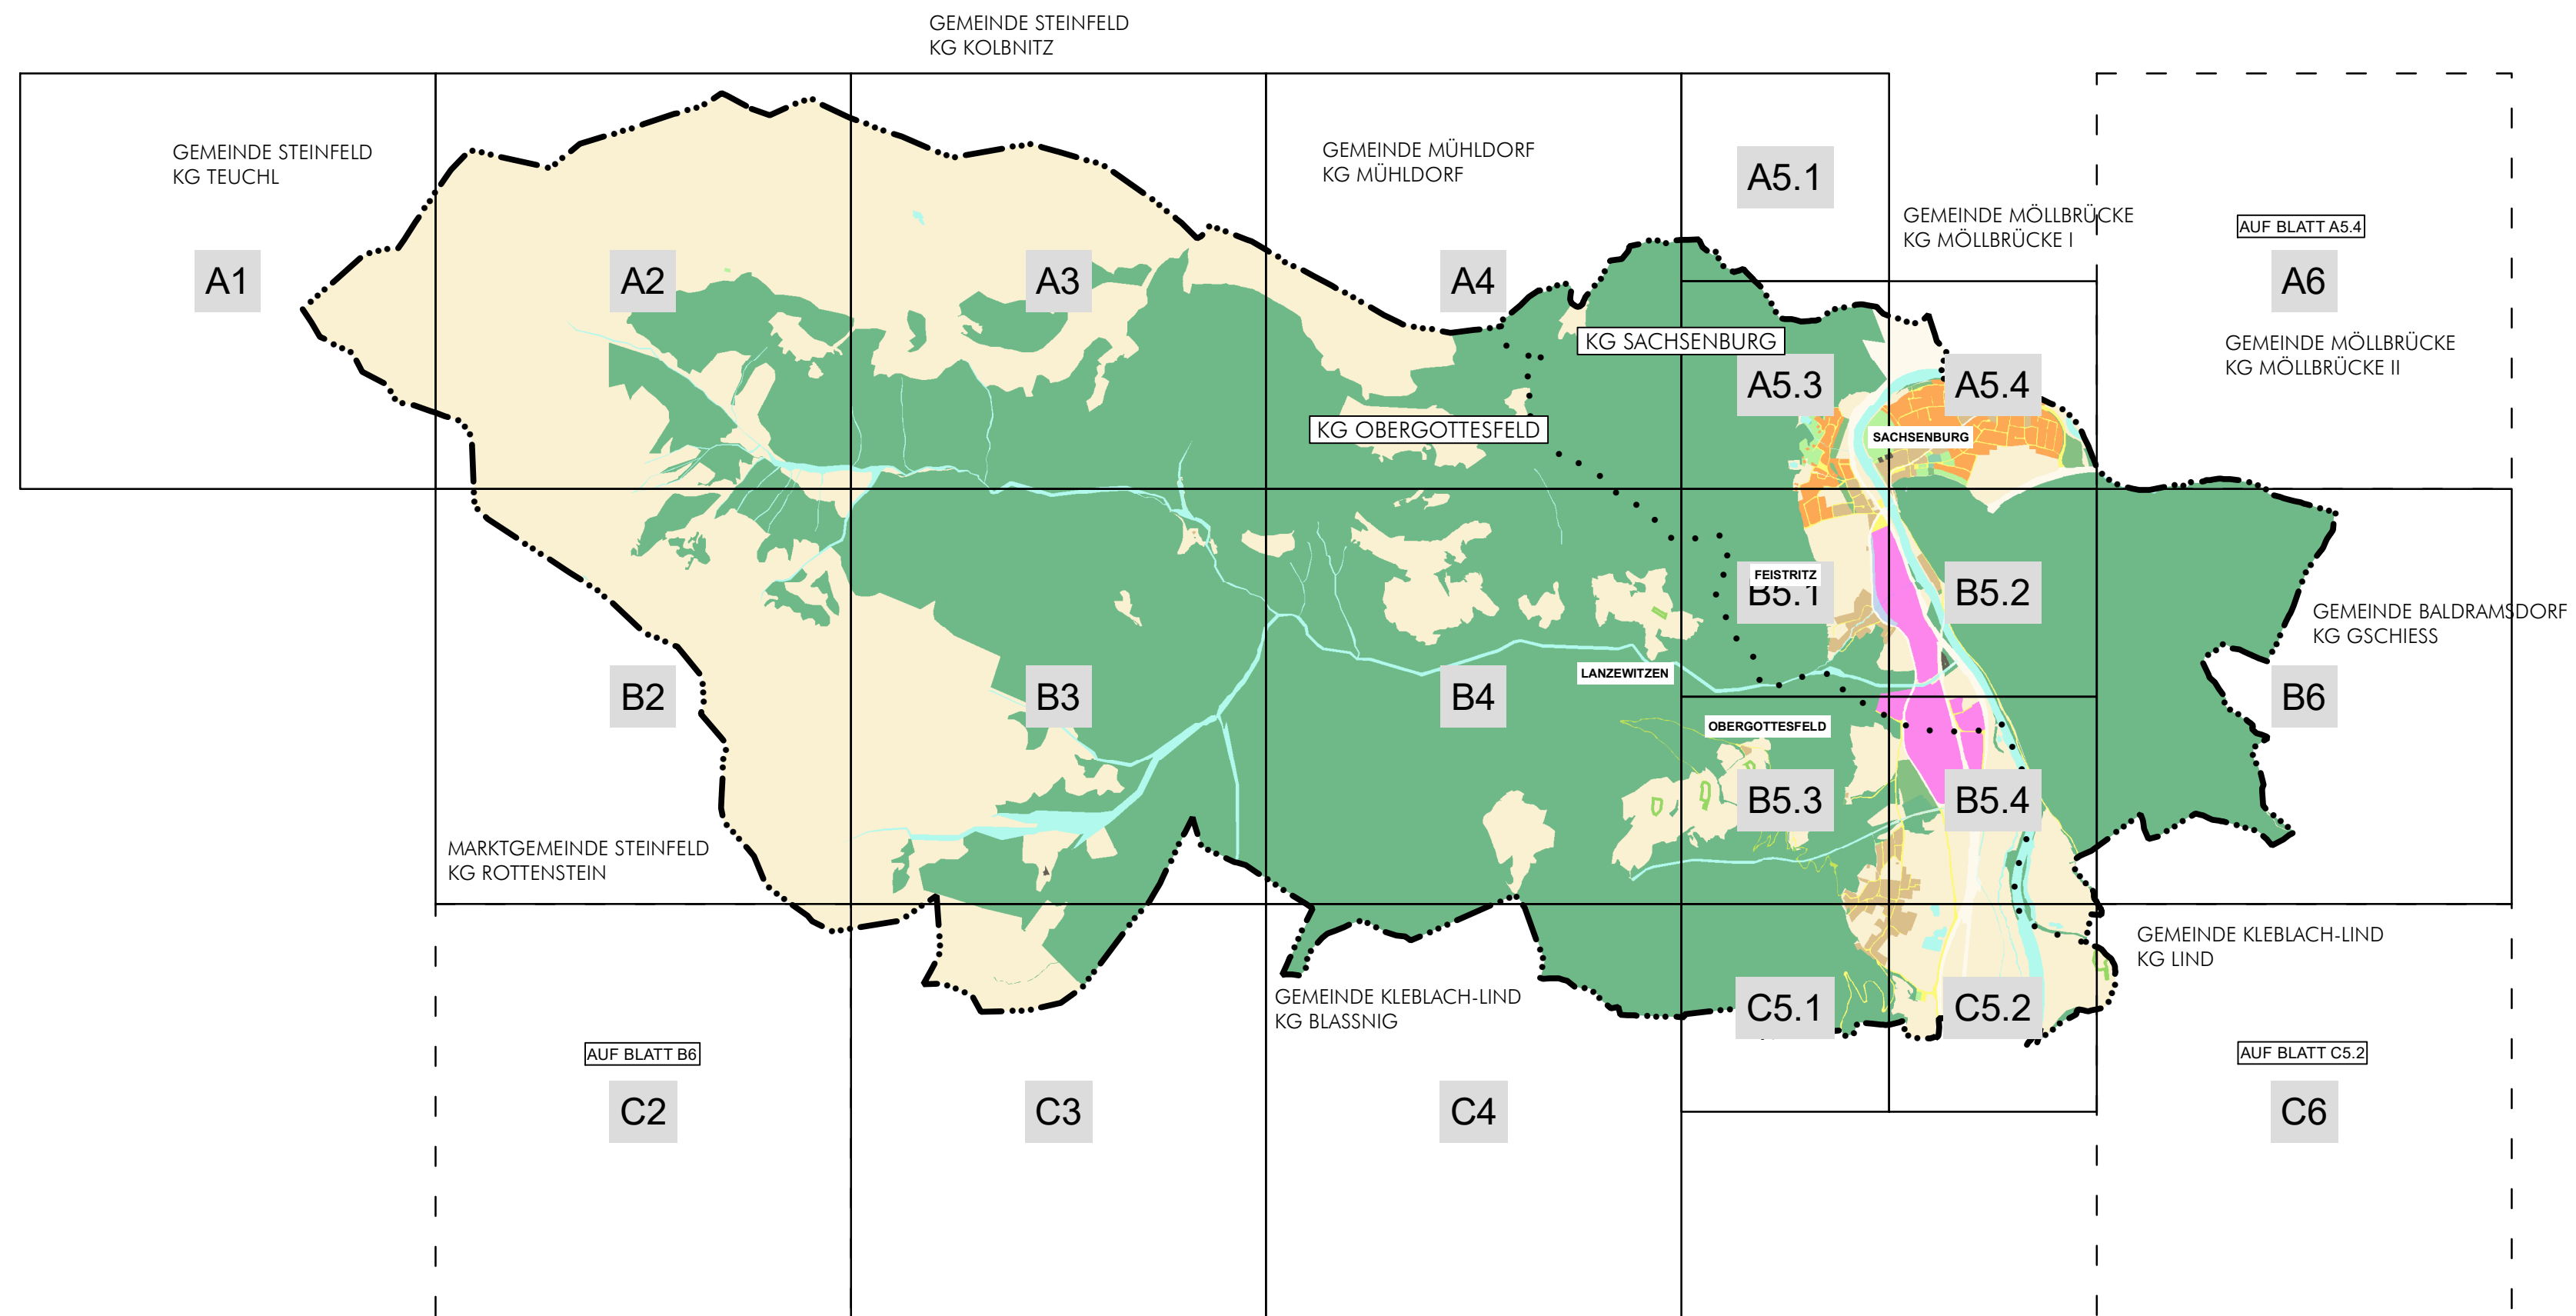 GEMEINDE STEINFELD
KG KOLBNITZ
GEMEINDE STEINFELD
KG TEUCHL
GEMEINDE MÜHLDORF
KG MÜHLDORF
A5.1
GEMEINDE MÖLLBRÜCKE
KG MÖLLBRÜCKE I
AUF BLATT A5.4
A1
A2
A3
A4
A6
KG SACHSENBURG
GEMEINDE MÖLLBRÜCKE
KG MÖLLBRÜCKE II
A5.3
A5.4
KG OBERGOTTESFELD
SACHSENBURG
FEISTRITZ
B5.1
B5.2
GEMEINDE BALDRAMSDORF
KG GSCHIESS
LANZEWITZEN
B2
B3
B4
B6
OBERGOTTESFELD
B5.3
B5.4
MARKTGEMEINDE STEINFELD
KG ROTTENSTEIN
GEMEINDE KLEBLACH-LIND
KG LIND
GEMEINDE KLEBLACH-LIND
KG BLASSNIG
C5.1
C5.2
AUF BLATT B6
AUF BLATT C5.2
C2
C3
C4
C6